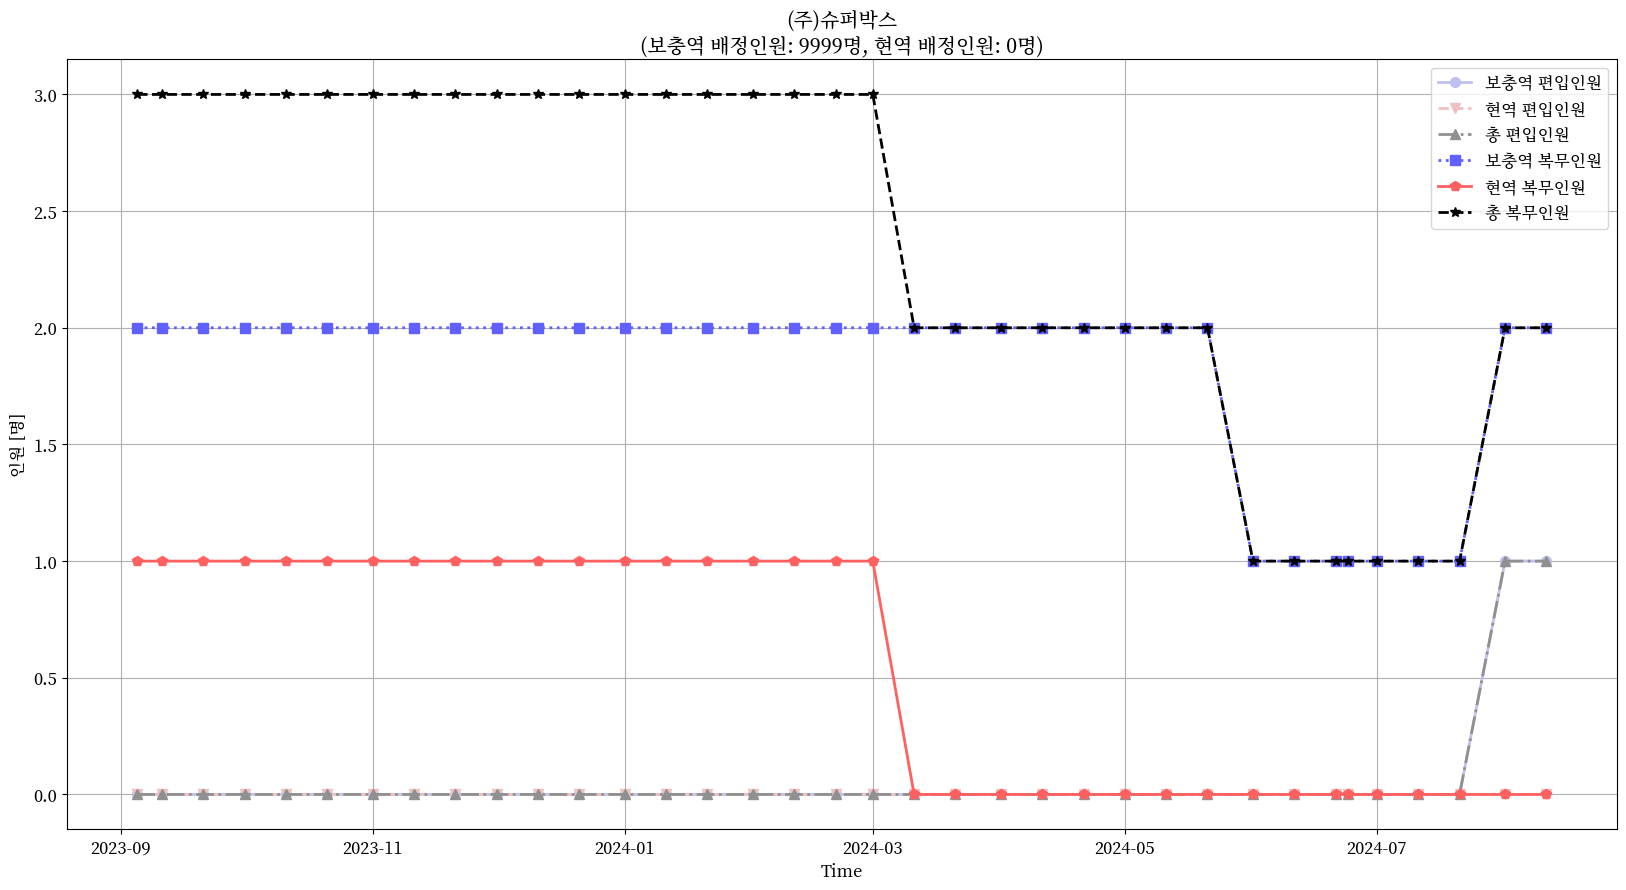 (주)슈퍼박스
(보충역 배정인원: 9999명, 현역 배정인원: 0명)
보충역 편입인원
현역 편입인원
총 편입인원
보충역 복무인원
현역 복무인원
총 복무인원
인원 [명]
3.0
2.5
2.0
1.5
1.0
0.5
0.0
2023-09
2023-11
2024-01
2024-03
2024-05
2024-07
Time